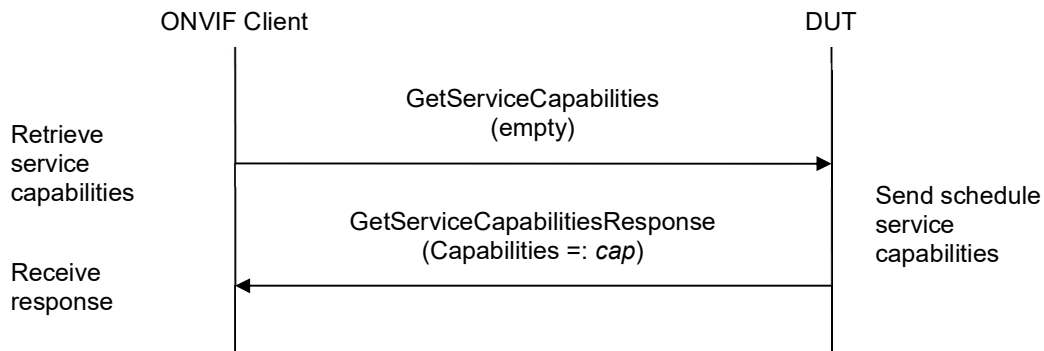 ONVIF Client
DUT
GetServiceCapabilities
(empty)
Retrieve
service
capabilities
Send schedule
service
capabilities
GetServiceCapabilitiesResponse
(Capabilities =: cap)
Receive
response